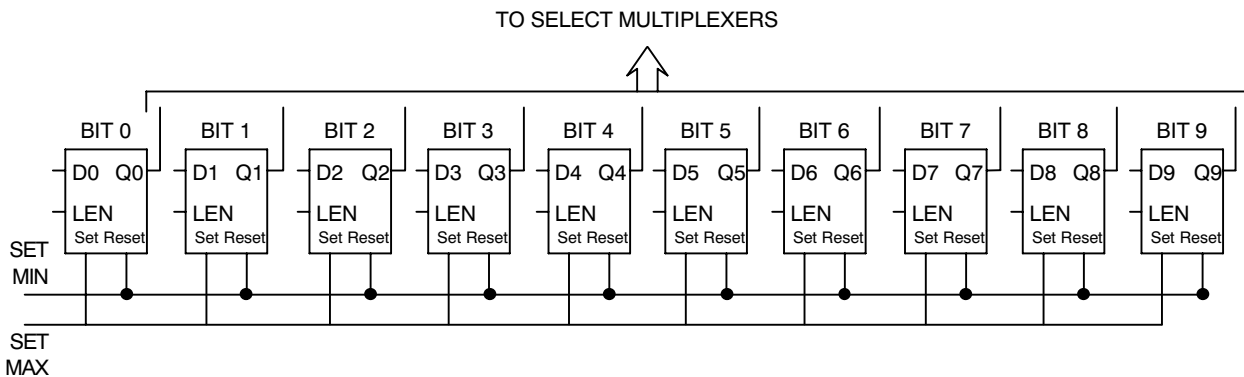 TO SELECT MULTIPLEXERS
BIT 0 BIT 1 BIT 2 BIT 3 BIT 4 BIT 5 BIT 6 BIT 7 BIT 8 BIT 9
D0 Q0 D1 Q1 D2 Q2 D3 Q3 D4 Q4 D5 Q5 D6 Q6 D7 Q7 D8 Q8 D9 Q9
LEN LEN LEN LEN LEN LEN LEN LEN LEN LEN
Set Reset Set Reset Set Reset Set Reset Set Reset Set Reset Set Reset Set Reset Set Reset Set Reset
SET
MIN
SET
MAX